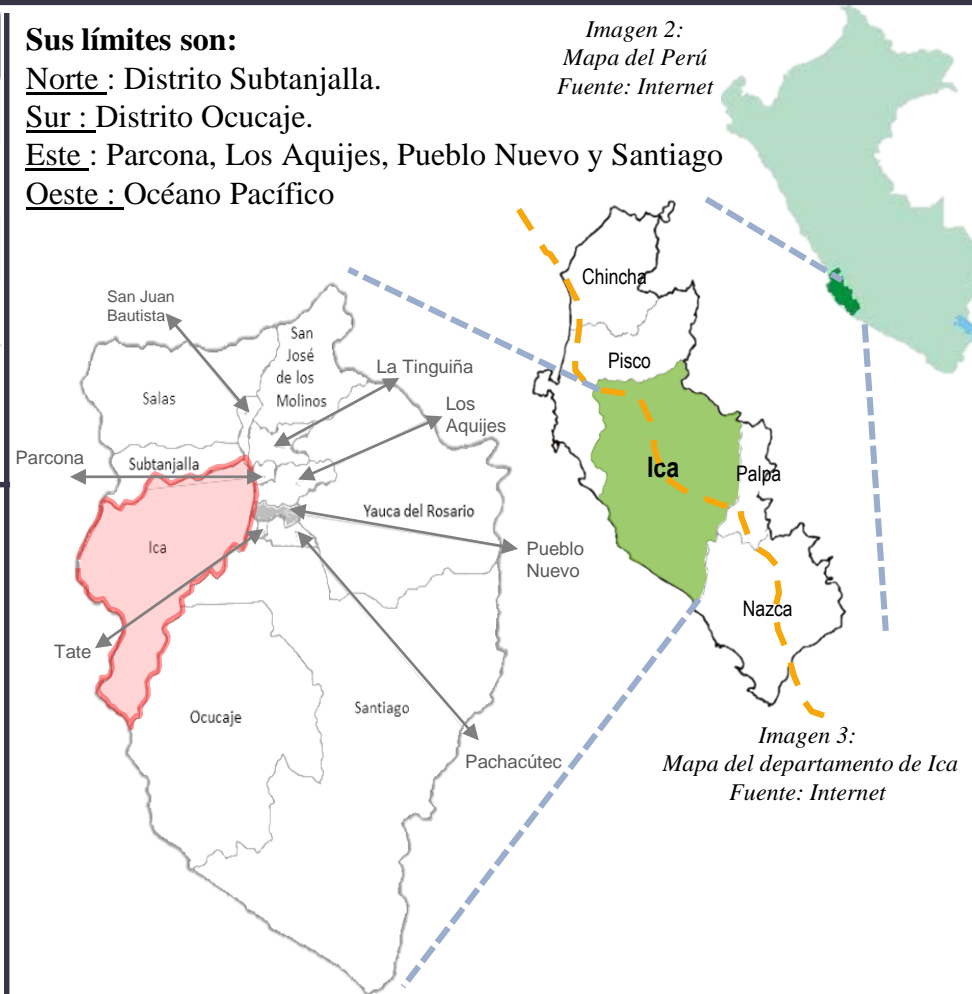 Sus límites son:
Norte : Distrito Subtanjalla.
Sur : Distrito Ocucaje.
Este : Parcona, Los Aquijes, Pueblo Nuevo y Santiago
Oeste : Océano Pacífico
Imagen 2:
Mapa del Perú
Fuente: Internet
San Juan
Bautista
San
José
de los
Molinos
La Tinguiña
Salas
Los
Aquijes
Parcona
Subtanjalla
Yauca del Rosario
Ica
Pueblo
Nuevo
Tate
Ocucaje
Santiago
Pachacútec
Chincha
Pisco
Ica
Palpa
Nazca
Imagen 3:
Mapa del departamento de Ica
Fuente: Internet